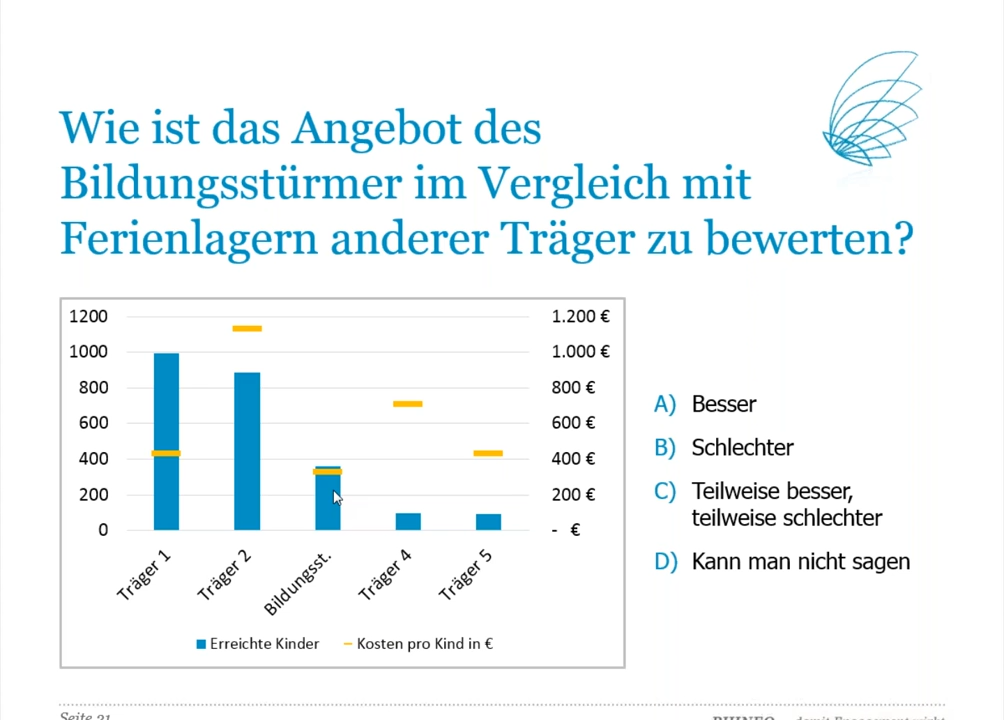 Wie ist das Angebot des
Bildungsstürmer im Vergleich mit
Ferienlagern anderer Träger zu bewerten?
1200
1000
800
600
400
200
0
1.200 €
1.000 €
800 €
600 €
400 €
200 €
- €
Träger 1
Träger 2
Bildungsst.
Träger 4
Träger 5
Erreichte Kinder
Kosten pro Kind in €
A) Besser
B) Schlechter
C) Teilweise besser,
teilweise schlechter
D) Kann man nicht sagen
Seite 21